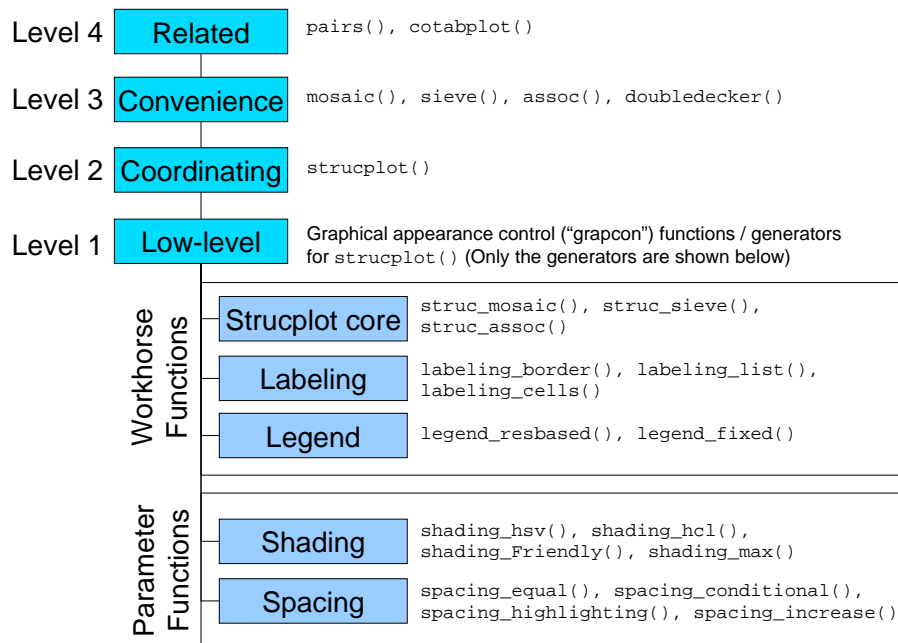 Level 4 Related pairs(), cotabplot()
Level 3 Convenience mosaic(), sieve(), assoc(), doubledecker()
Level 2 Coordinating strucplot()
Level 1 Low-level Graphical appearance control (“grapcon”) functions / generators
for strucplot() (Only the generators are shown below)
Workhorse
Functions
Strucplot core struc_mosaic(), struc_sieve(),
struc_assoc()
Labeling labeling_border(), labeling_list(),
labeling_cells()
Legend legend_resbased(), legend_fixed()
Parameter
Functions
Shading shading_hsv(), shading_hcl(),
shading_Friendly(), shading_max()
Spacing spacing_equal(), spacing_conditional(),
spacing_highlighting(), spacing_increase()